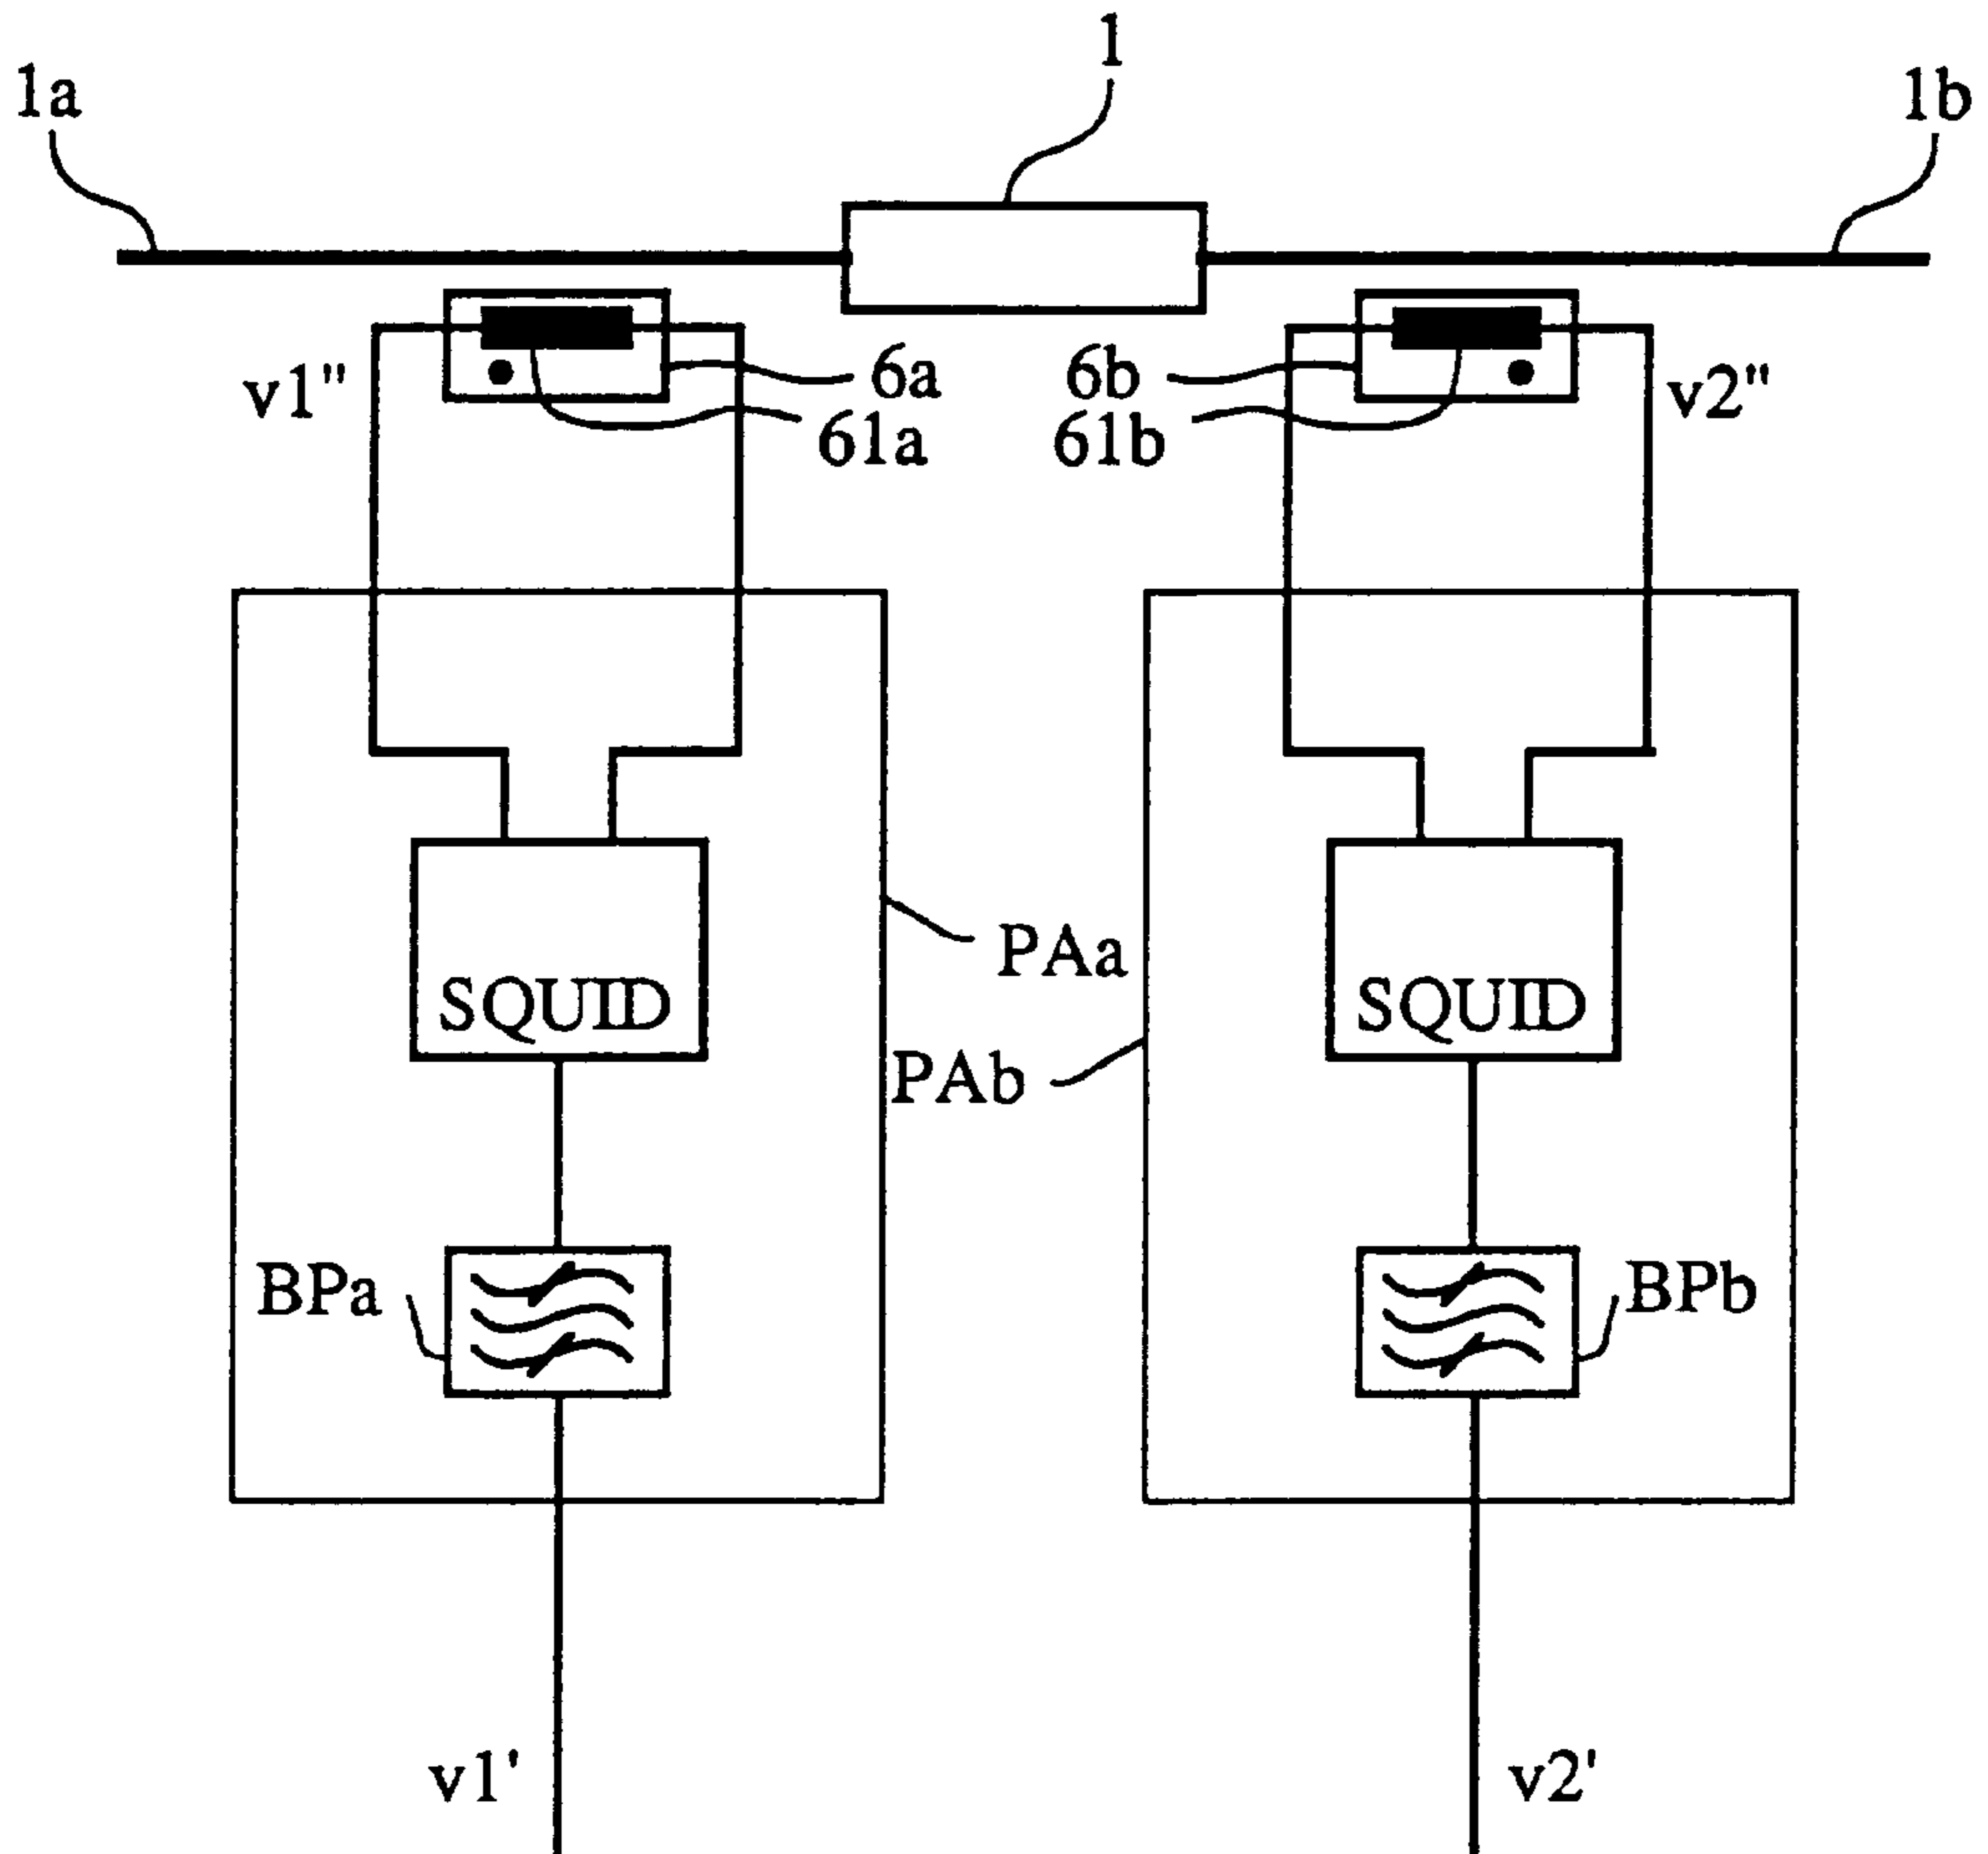 1
1a
1b
v1"
6a
6b
v2"
61a
61b
PAa
SQUID
SQUID
PAb
BPa
BPb
v1'
v2'